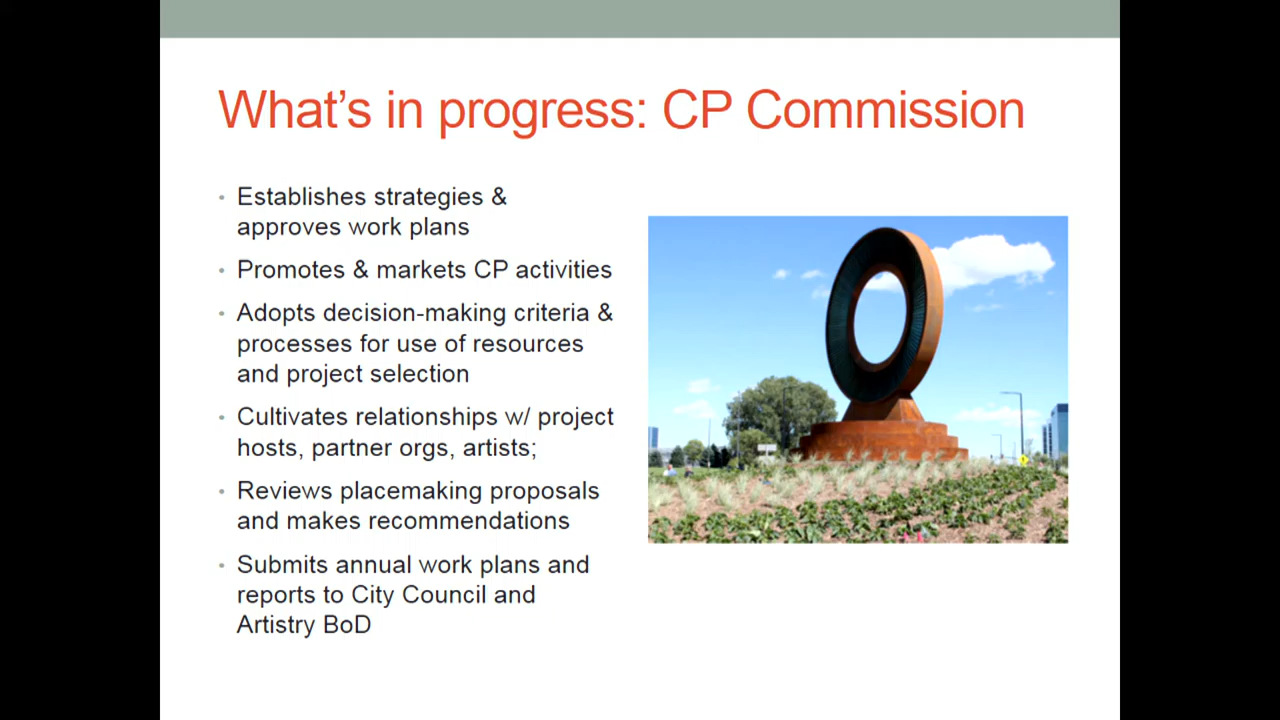 What's in progress: CP Commission
• Establishes strategies &
approves work plans
• Promotes & markets CP activities
• Adopts decision-making criteria &
processes for use of resources
and project selection
• Cultivates relationships w/ project
hosts, partner orgs, artists;
• Reviews placemaking proposals
and makes recommendations
• Submits annual work plans and
reports to City Council and
Artistry BoD